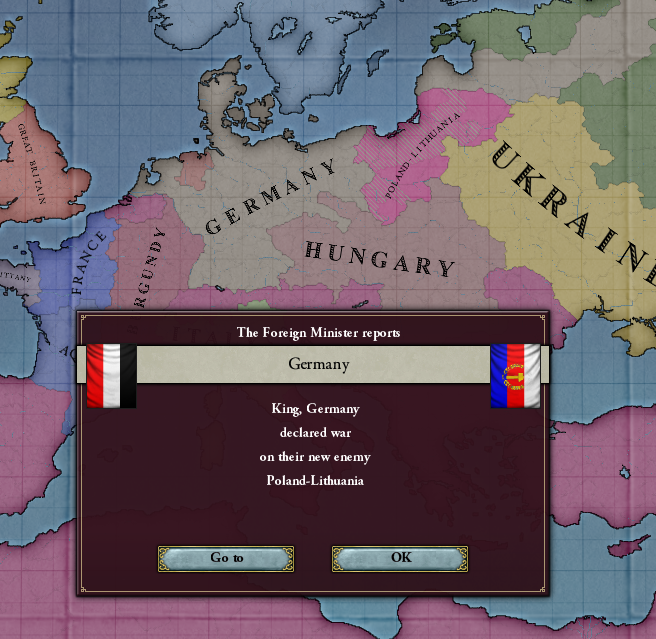 GREAT BRITAIN
POLAND-LITHUANIA
UKRAINE
GERMANY
FRANCE
HUNGARY
RGUNDY
TTANY
The Foreign Minister reports
Germany
King, Germany
declared war
on their new enemy
Poland-Lithuania
Go to
OK